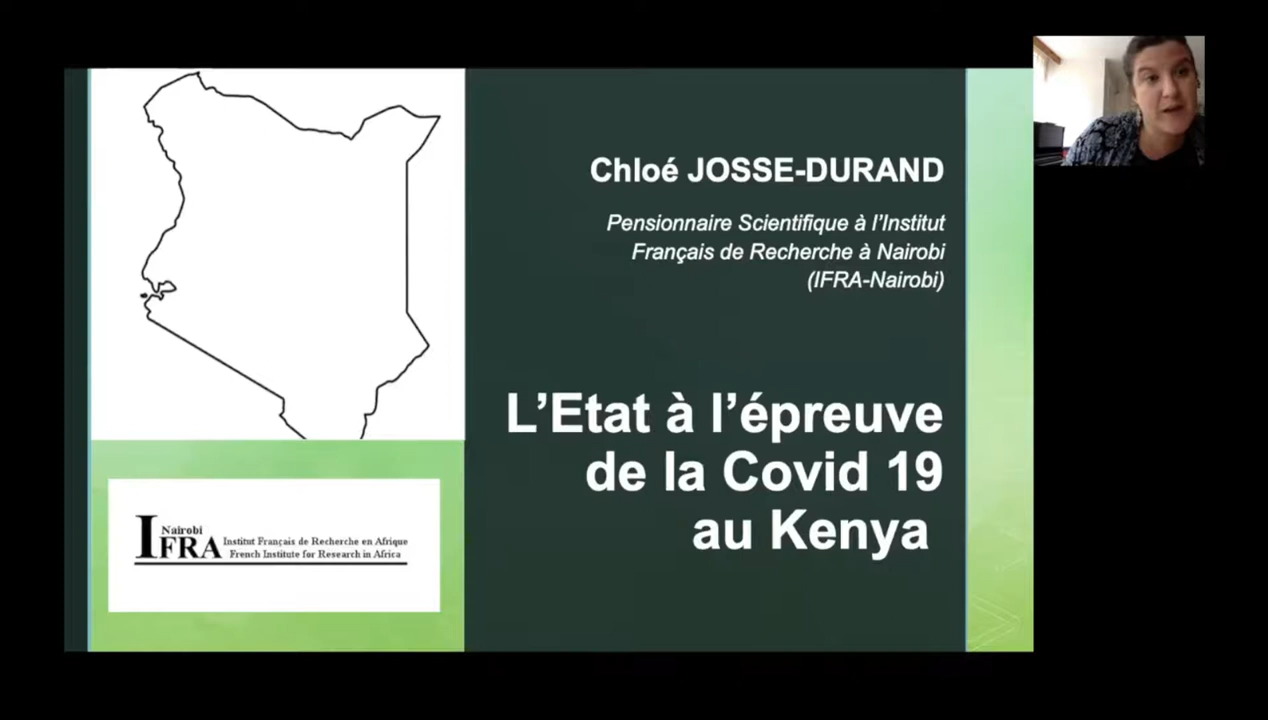 Chloé JOSSE-DURAND
Pensionnaire Scientifique à l’Institut
Français de Recherche à Nairobi
(IFRA-Nairobi)
L’Etat à l’épreuve
de la Covid 19
au Kenya
Nairobi
IFRA
Institut Français de Recherche en Afrique
French Institute for Research in Africa